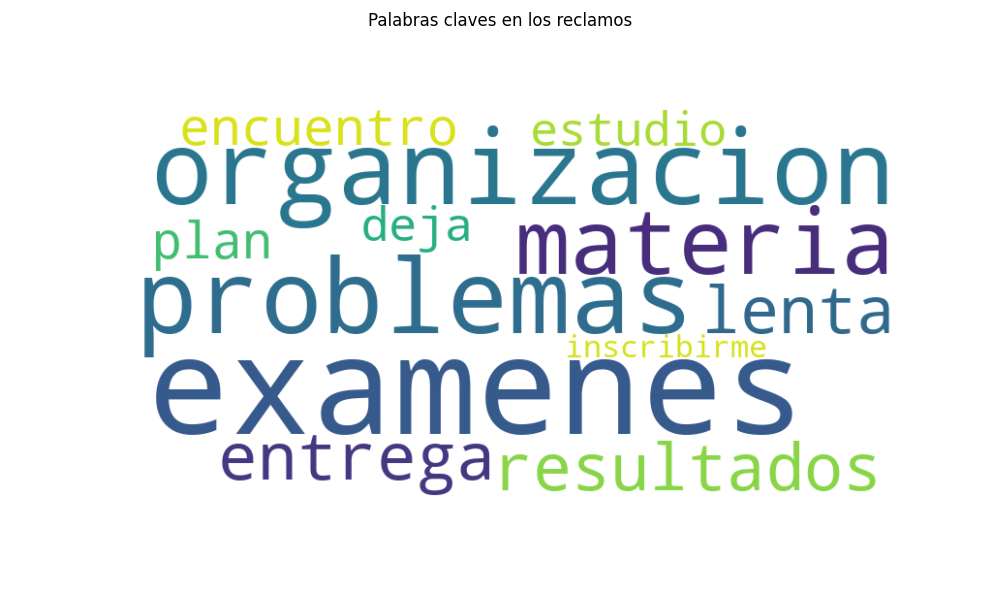 Palabras claves en los reclamos
encuentro estudio
organizacion
plan deja materia
problemas lenta
inscribirme
examenes
entrega resultados